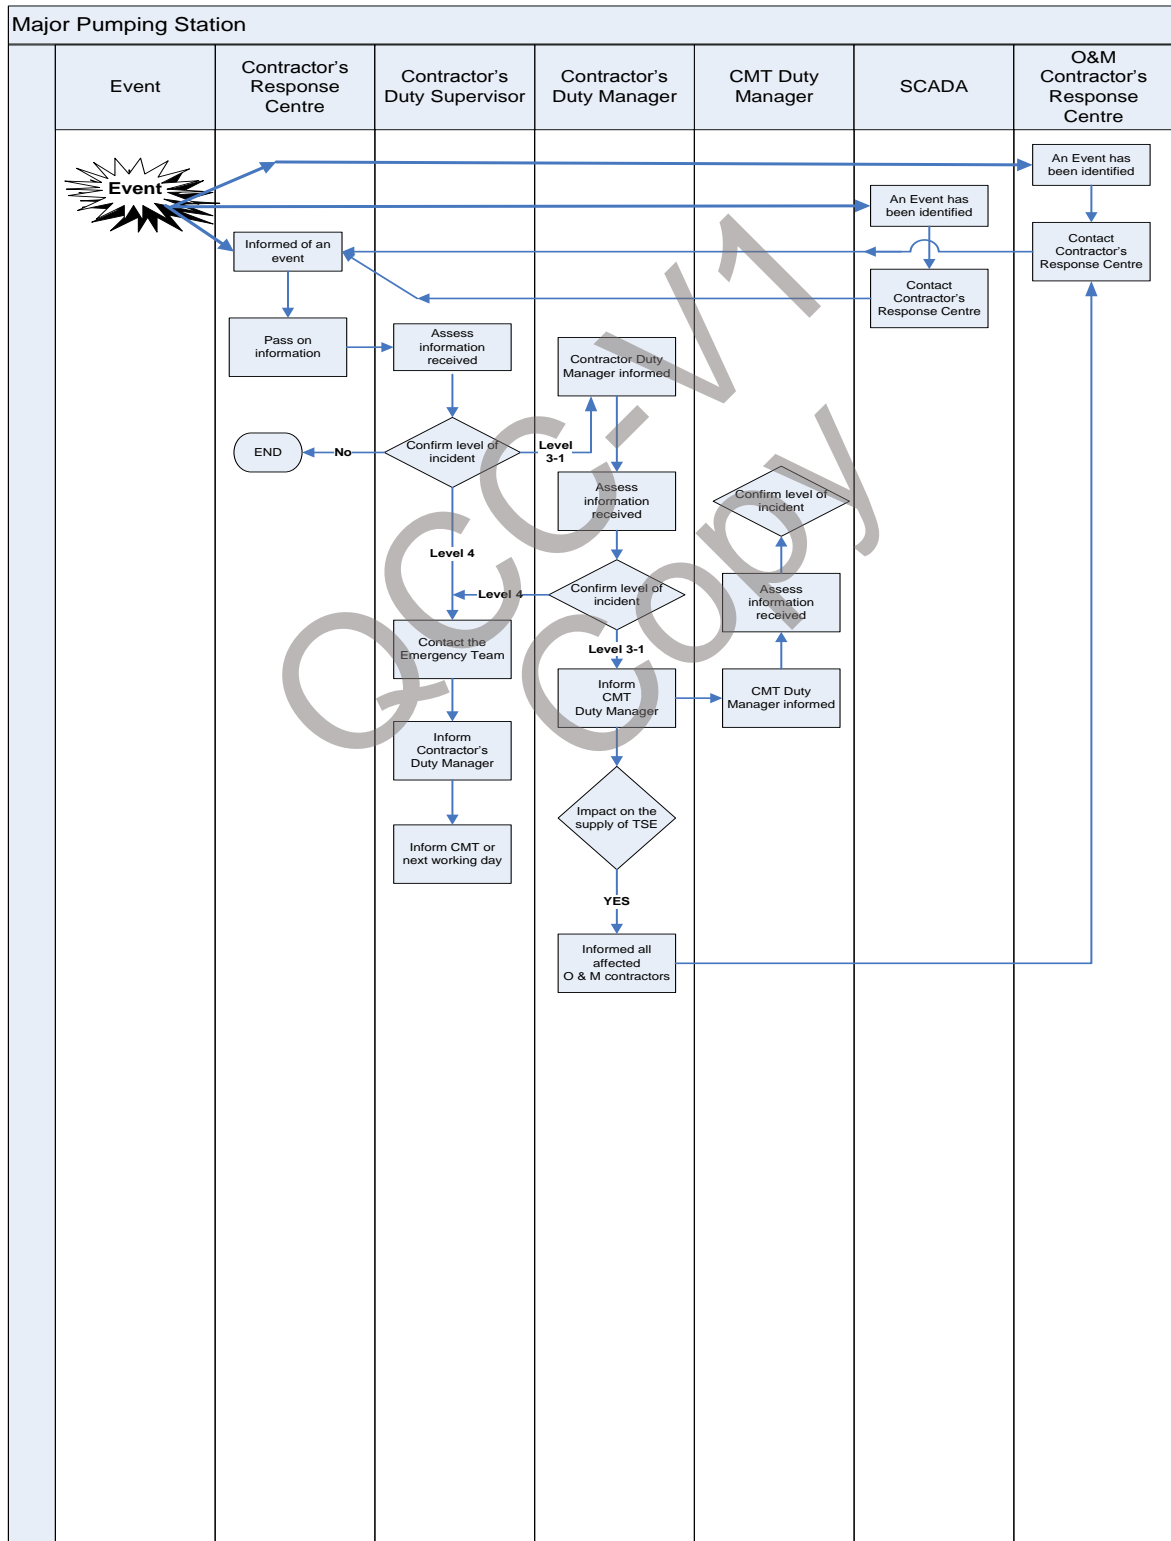 Major Pumping Station
Event
Contractor's
Response
Centre
Contractor's
Duty Supervisor
Contractor's
Duty Manager
CMT Duty
Manager
SCADA
O&M
Contractor's
Response
Centre
Event
An Event has
been identified
An Event has
been identified
Informed of an
event
Contact
Contractor's
Response Centre
Contact
Contractor's
Response Centre
Pass on
information
Assess
information
received
Contractor Duty
Manager informed
END
No
Confirm level of
incident
Level
3-1
Assess
information
received
Confirm level of
incident
Level 4
Level 4
Confirm level of
incident
Assess
information
received
Contact the
Emergency Team
Level 3-1
Inform
CMT
Duty Manager
CMT Duty
Manager informed
Inform
Contractor's
Duty Manager
Impact on the
supply of TSE
Inform CMT or
next working day
YES
Informed all
affected
O & M contractors
QCC-V1
Copy